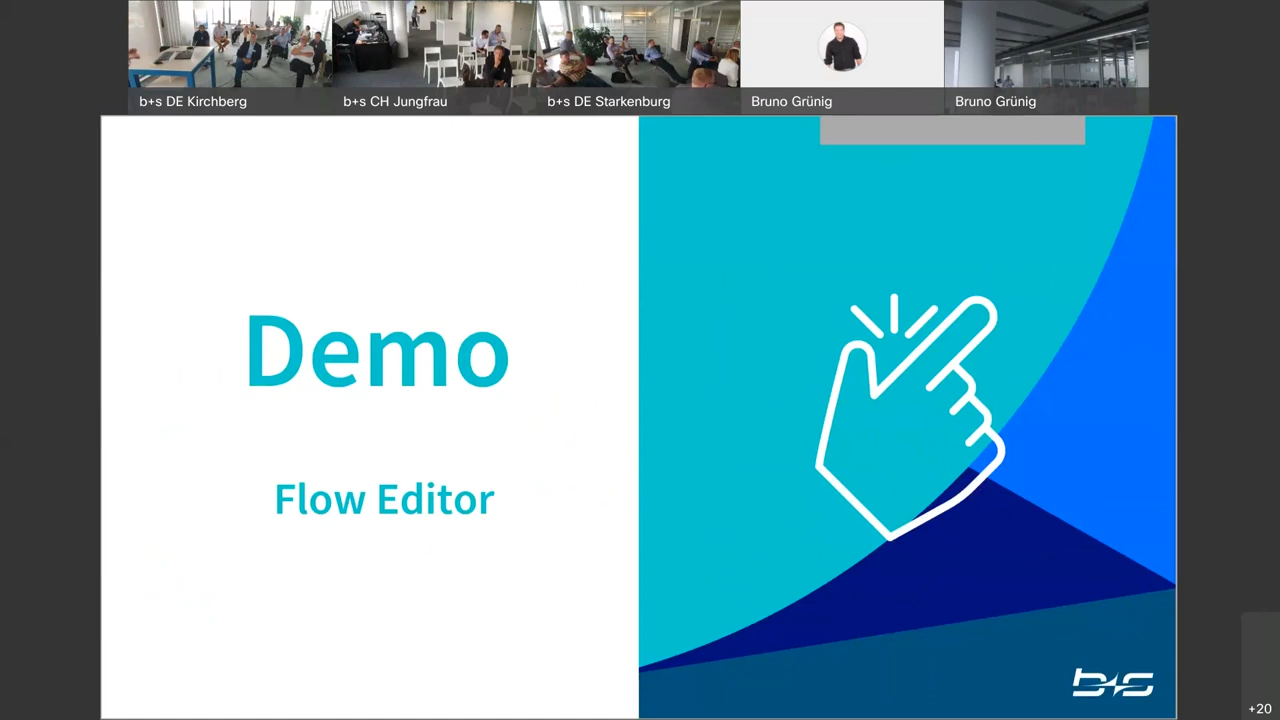 b+s DE Kirchberg
b+s CH Jungfrau
b+s DE Starkenburg
Bruno Grünig
Bruno Grünig
Demo
Flow Editor
b+s
+20